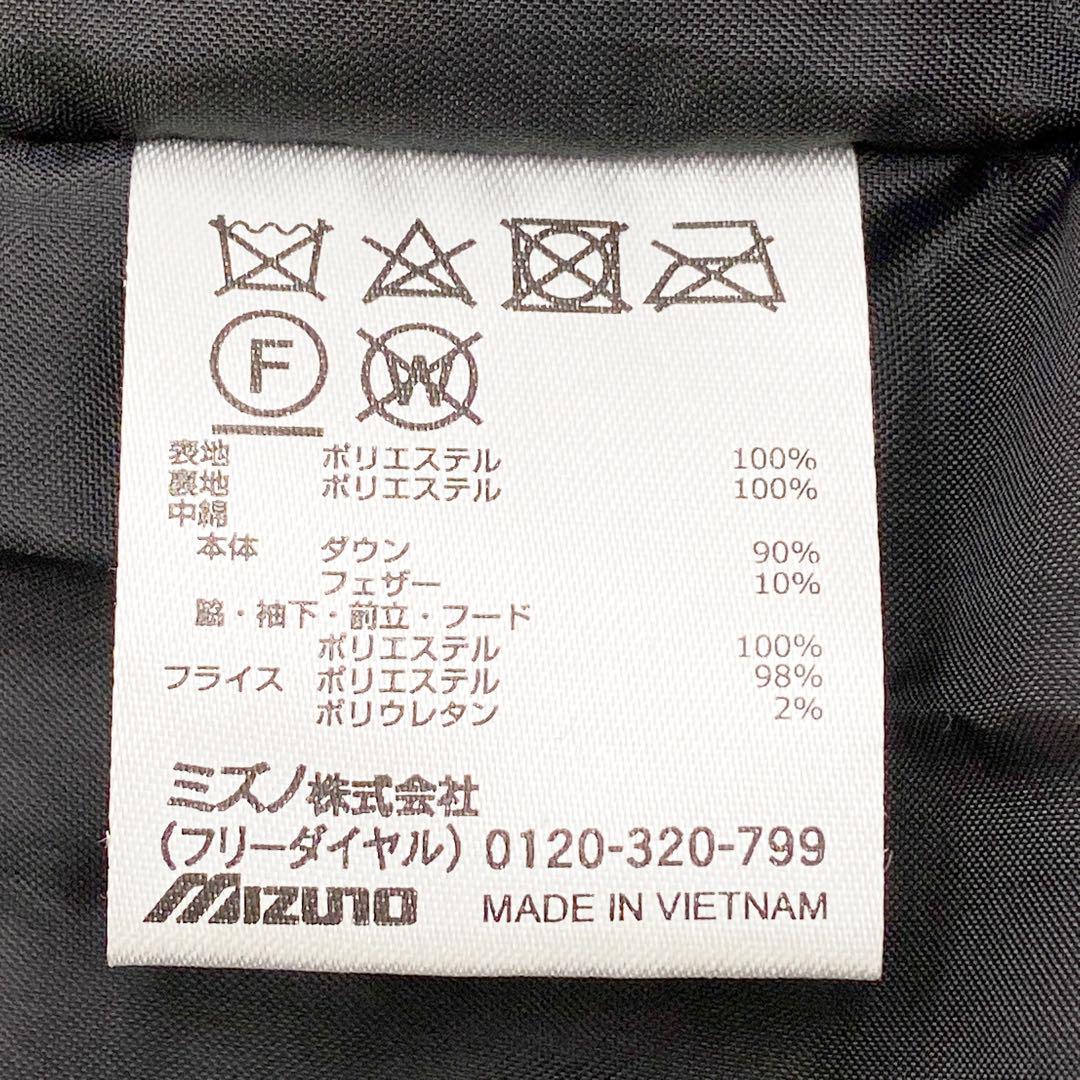 F W
表地 ポリエステル 100%
裏地 ポリエステル 100%
中綿
本体 ダウン 90%
フェザー 10%
脇・袖下・前立・フード
ポリエステル 100%
フライス ポリエステル 98%
ポリウレタン 2%
ミズノ株式会社
(フリーダイヤル) 0120-320-799
MIZUNO MADE IN VIETNAM